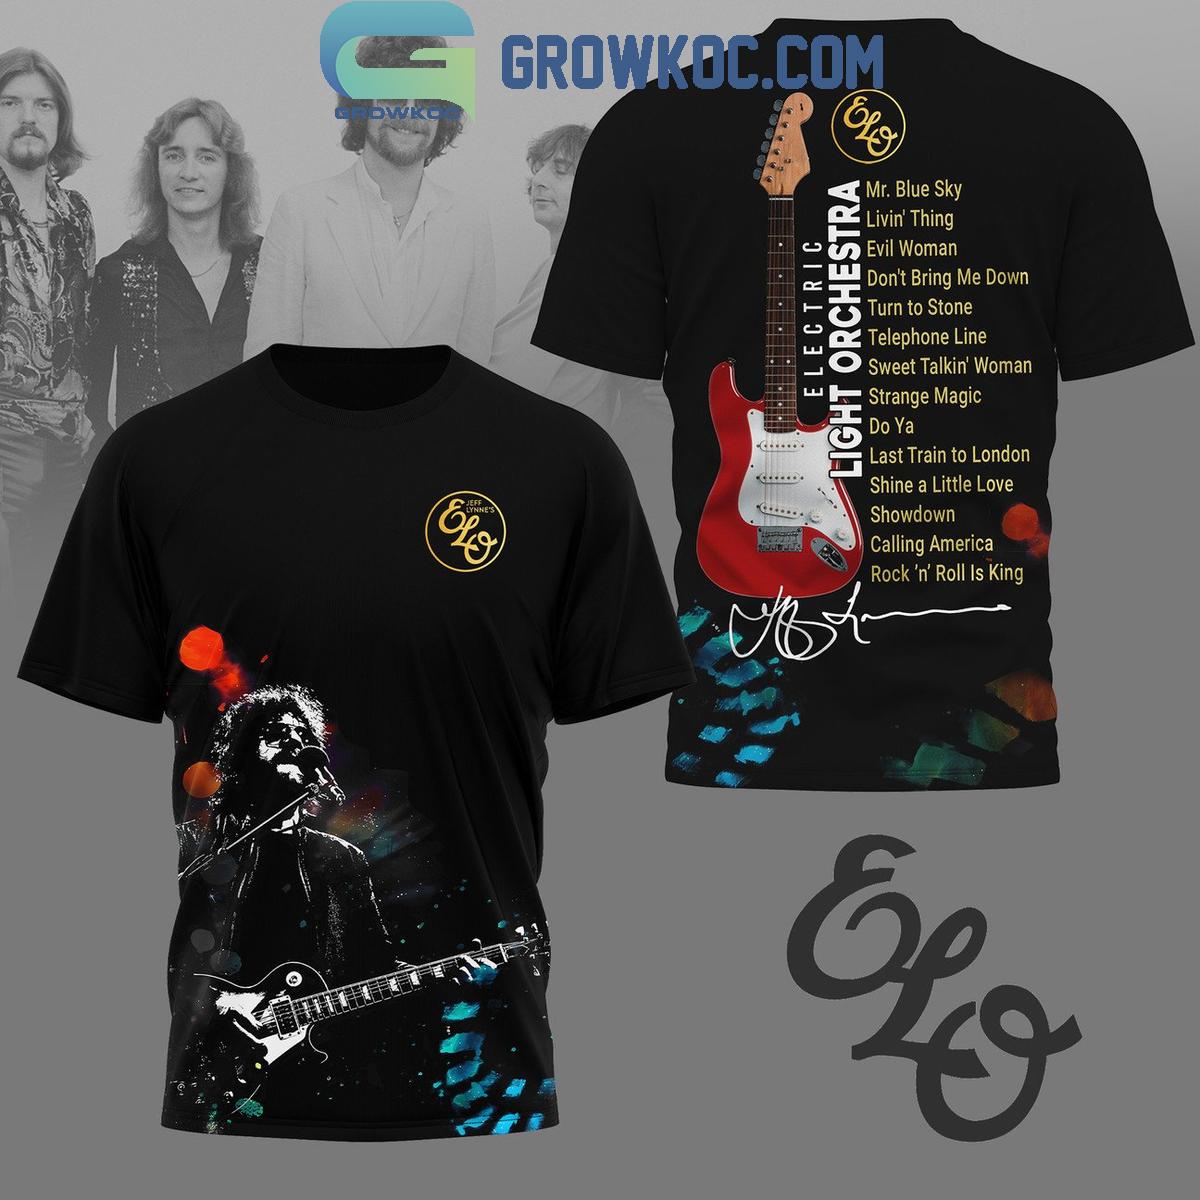 GROWKOC.COM
GROWKOC
ELO
ELECTRIC
LIGHT ORCHESTRA
Mr. Blue Sky
Livin' Thing
Evil Woman
Don't Bring Me Down
Turn to Stone
Telephone Line
Sweet Talkin' Woman
Strange Magic
Do Ya
Last Train to London
Shine a Little Love
Showdown
Calling America
Rock 'n' Roll Is King
JEFF
LYNNE'S
ELO
ELO